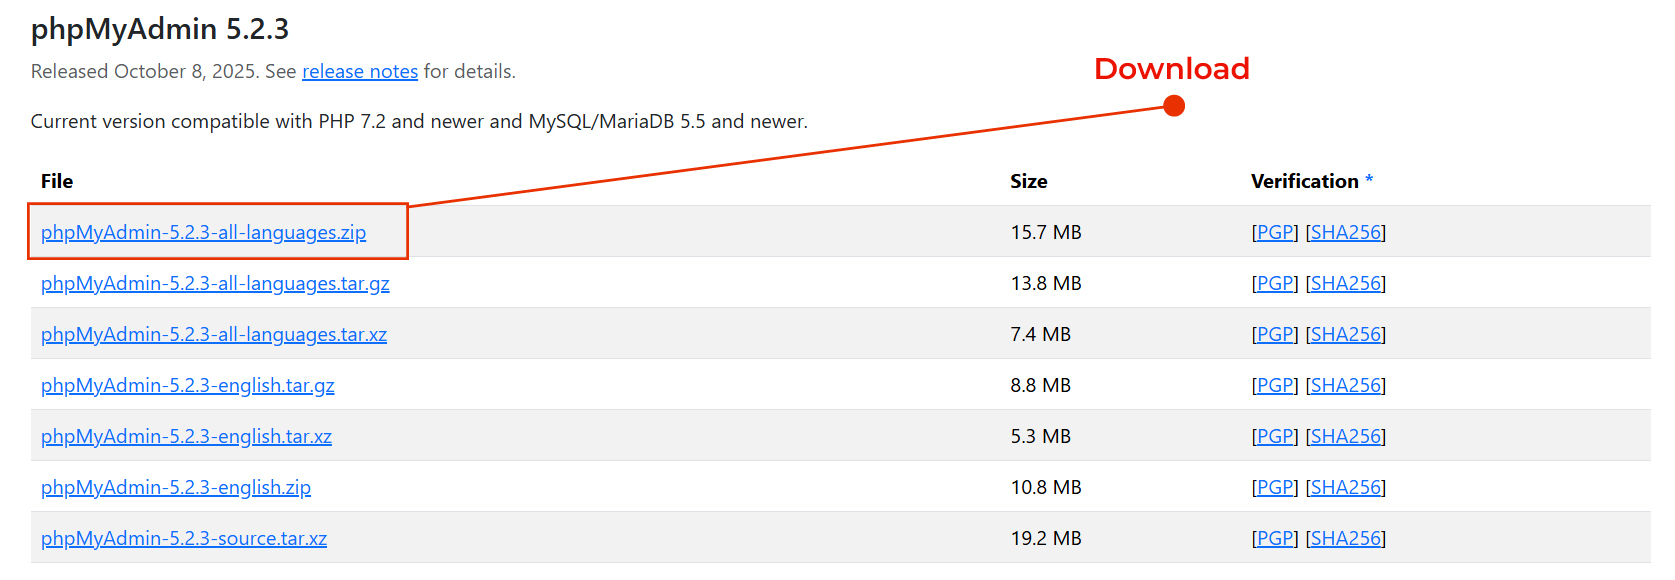 phpMyAdmin 5.2.3
Released October 8, 2025. See release notes for details.
Download
Current version compatible with PHP 7.2 and newer and MySQL/MariaDB 5.5 and newer.
File Size Verification *
phpMyAdmin-5.2.3-all-languages.zip 15.7 MB [PGP] [SHA256]
phpMyAdmin-5.2.3-all-languages.tar.gz 13.8 MB [PGP] [SHA256]
phpMyAdmin-5.2.3-all-languages.tar.xz 7.4 MB [PGP] [SHA256]
phpMyAdmin-5.2.3-english.tar.gz 8.8 MB [PGP] [SHA256]
phpMyAdmin-5.2.3-english.tar.xz 5.3 MB [PGP] [SHA256]
phpMyAdmin-5.2.3-english.zip 10.8 MB [PGP] [SHA256]
phpMyAdmin-5.2.3-source.tar.xz 19.2 MB [PGP] [SHA256]